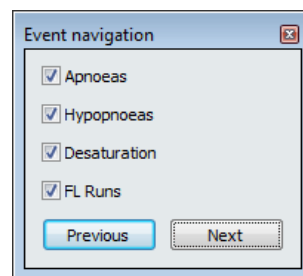 Event navigation
Apnoeas
Hypopnoeas
Desaturation
FL Runs
Previous Next